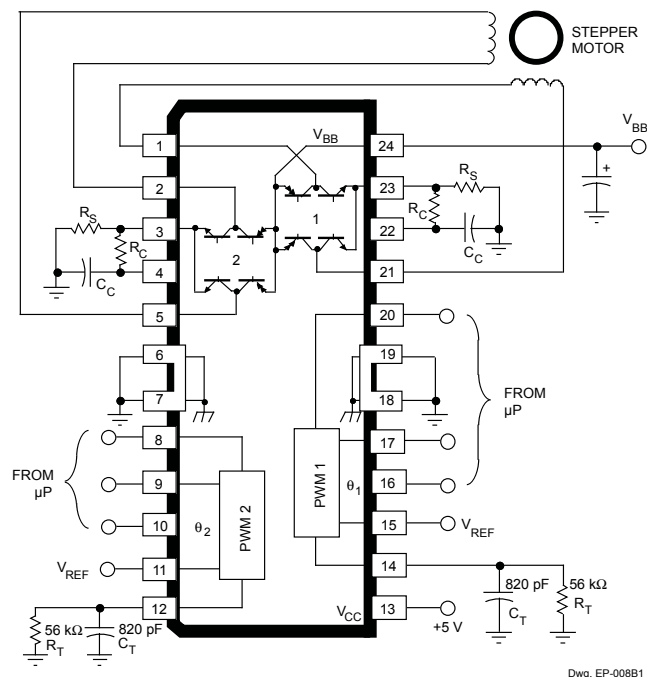 STEPPER
MOTOR
V_BB
V_BB
1
24
2
23
R_S
R_S
R_C
1
3
22
R_C
C_C
2
C_C
4
21
5
20
6
19
7
18
FROM
µP
8
17
FROM
µP
9
16
PWM 1
θ_1
10
15
V_REF
PWM 2
θ_2
V_REF
11
14
12
13
V_CC
+5 V
56 kΩ
R_T
820 pF
C_T
820 pF
C_T
56 kΩ
R_T
+
Dwg. EP-008B1